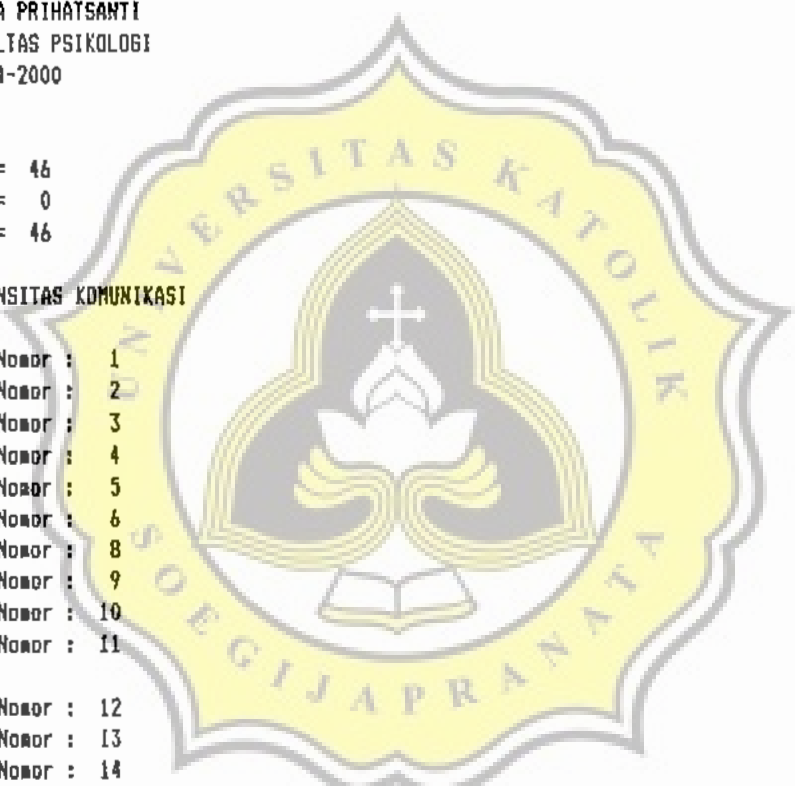 A PRIHATSANTI
LTAS PSIKOLOGI
-2000
= 46
= 0
= 46
NSITAS KOMUNIKASI
Nomor : 1
Nomor : 2
Nomor : 3
Nomor : 4
Nomor : 5
Nomor : 6
Nomor : 8
Nomor : 9
Nomor : 10
Nomor : 11
Nomor : 12
Nomor : 13
Nomor : 14
UNIVERSITAS KATOLIK
SOEGIJAPRANATA